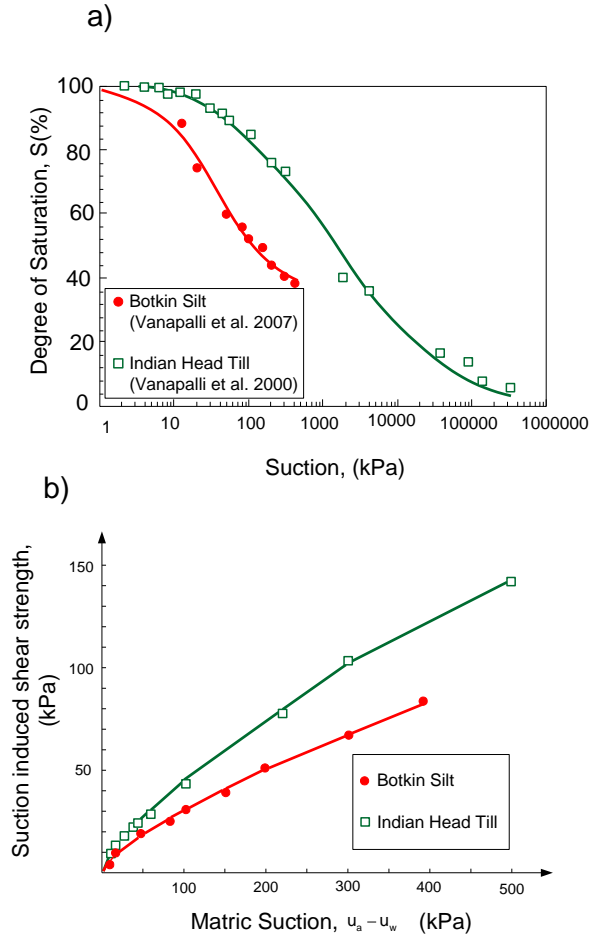 a)
100
80
60
40
20
0
Degree of Saturation, S(%)
Botkin Silt
(Vanapalli et al. 2007)
Indian Head Till
(Vanapalli et al. 2000)
1 10 100 1000 10000 100000 1000000
Suction, (kPa)
b)
150
100
50
Suction induced shear strength,
(kPa)
Botkin Silt
Indian Head Till
100 200 300 400 500
Matric Suction, u_a – u_w (kPa)